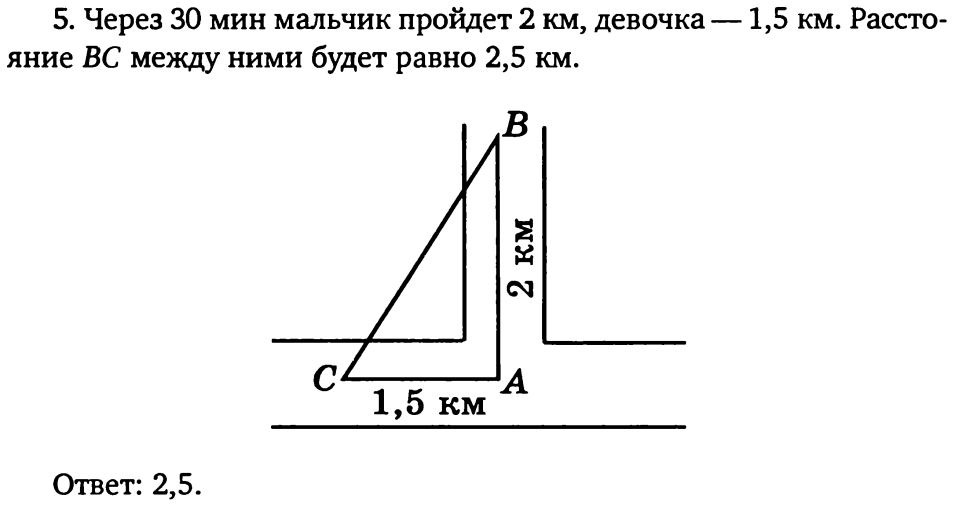 5. Через 30 мин мальчик пройдет 2 км, девочка — 1,5 км. Рассто-
яние BC между ними будет равно 2,5 км.
B
2 км
C
A
1,5 км
Ответ: 2,5.